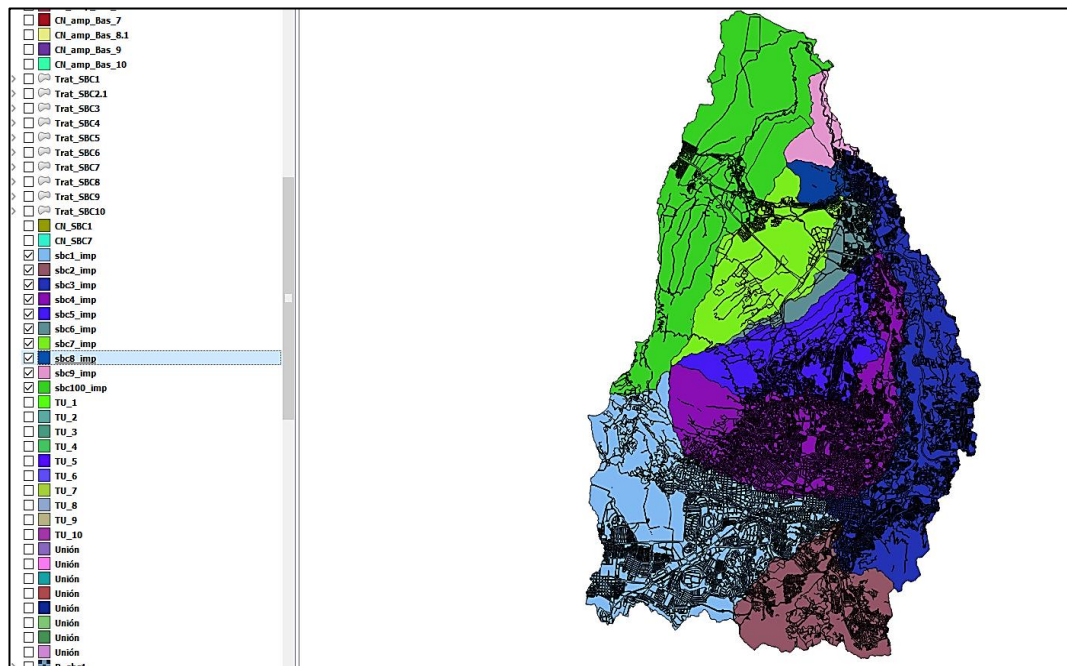 CN_amp_Bas_7
CN_amp_Bas_8.1
CN_amp_Bas_9
CN_amp_Bas_10
Trat_SBC1
Trat_SBC2.1
Trat_SBC3
Trat_SBC4
Trat_SBC5
Trat_SBC6
Trat_SBC7
Trat_SBC8
Trat_SBC9
Trat_SBC10
CN_SBC1
CN_SBC7
sbc1_imp
sbc2_imp
sbc3_imp
sbc4_imp
sbc5_imp
sbc6_imp
sbc7_imp
sbc8_imp
sbc9_imp
sbc100_imp
TU_1
TU_2
TU_3
TU_4
TU_5
TU_6
TU_7
TU_8
TU_9
TU_10
Unión
Unión
Unión
Unión
Unión
Unión
Unión
Unión